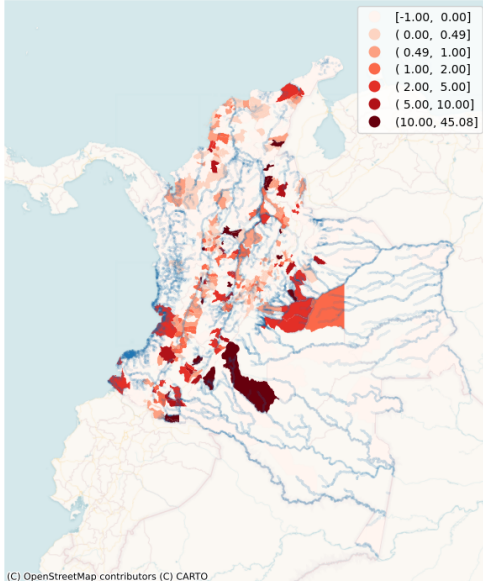 [-1.00, 0.00]
( 0.00, 0.49]
( 0.49, 1.00]
( 1.00, 2.00]
( 2.00, 5.00]
( 5.00, 10.00]
(10.00, 45.08]
(C) OpenStreetMap contributors (C) CARTO